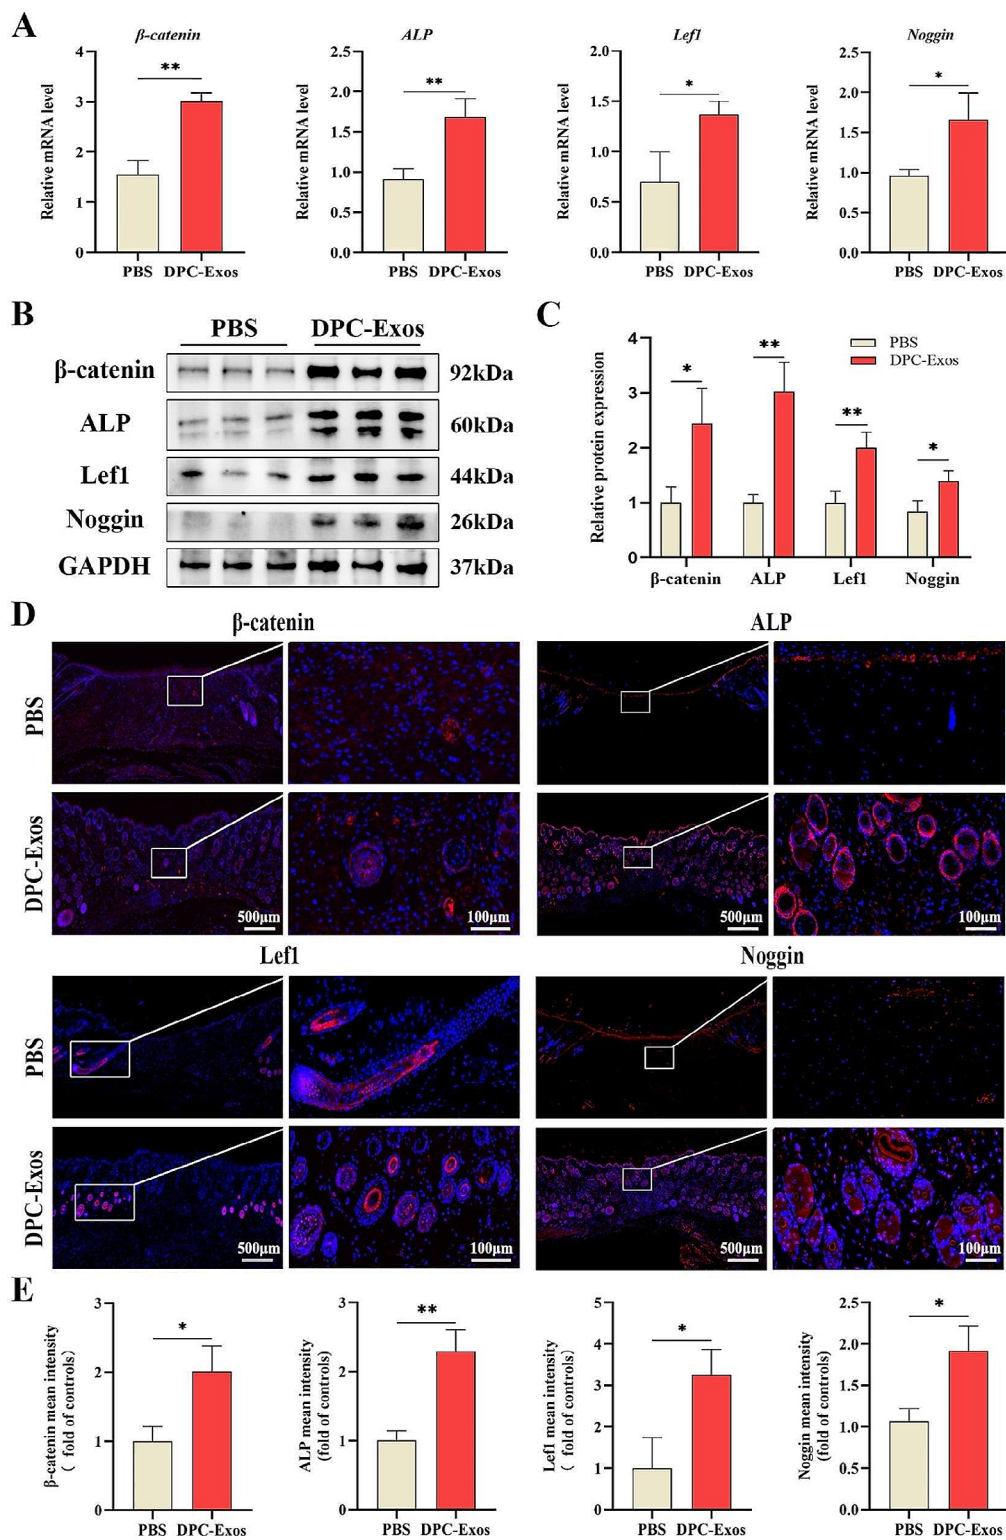 A
β-catenin
ALP
Lef1
Noggin
Relative mRNA level
4
3
2
1
0
**
PBS DPC-Exos
Relative mRNA level
2.5
2.0
1.5
1.0
0.5
0.0
**
PBS DPC-Exos
Relative mRNA level
2.0
1.5
1.0
0.5
0.0
*
PBS DPC-Exos
Relative mRNA level
2.5
2.0
1.5
1.0
0.5
0.0
*
PBS DPC-Exos
B
PBS DPC-Exos
β-catenin 92kDa
ALP 60kDa
Lef1 44kDa
Noggin 26kDa
GAPDH 37kDa
C
Relative protein expression
4
3
2
1
0
PBS
DPC-Exos
*
**
**
*
β-catenin ALP Lef1 Noggin
D
β-catenin
ALP
PBS
DPC-Exos
500μm
100μm
500μm
100μm
Lef1
Noggin
PBS
DPC-Exos
500μm
100μm
500μm
100μm
E
β-catenin mean intensity
( fold of controls)
3
2
1
0
*
PBS DPC-Exos
ALP mean intensity
(fold of controls)
3
2
1
0
**
PBS DPC-Exos
Lef1 mean intensity
( fold of controls)
5
4
3
2
1
0
*
PBS DPC-Exos
Noggin mean intensity
(fold of controls)
2.5
2.0
1.5
1.0
0.5
0.0
*
PBS DPC-Exos